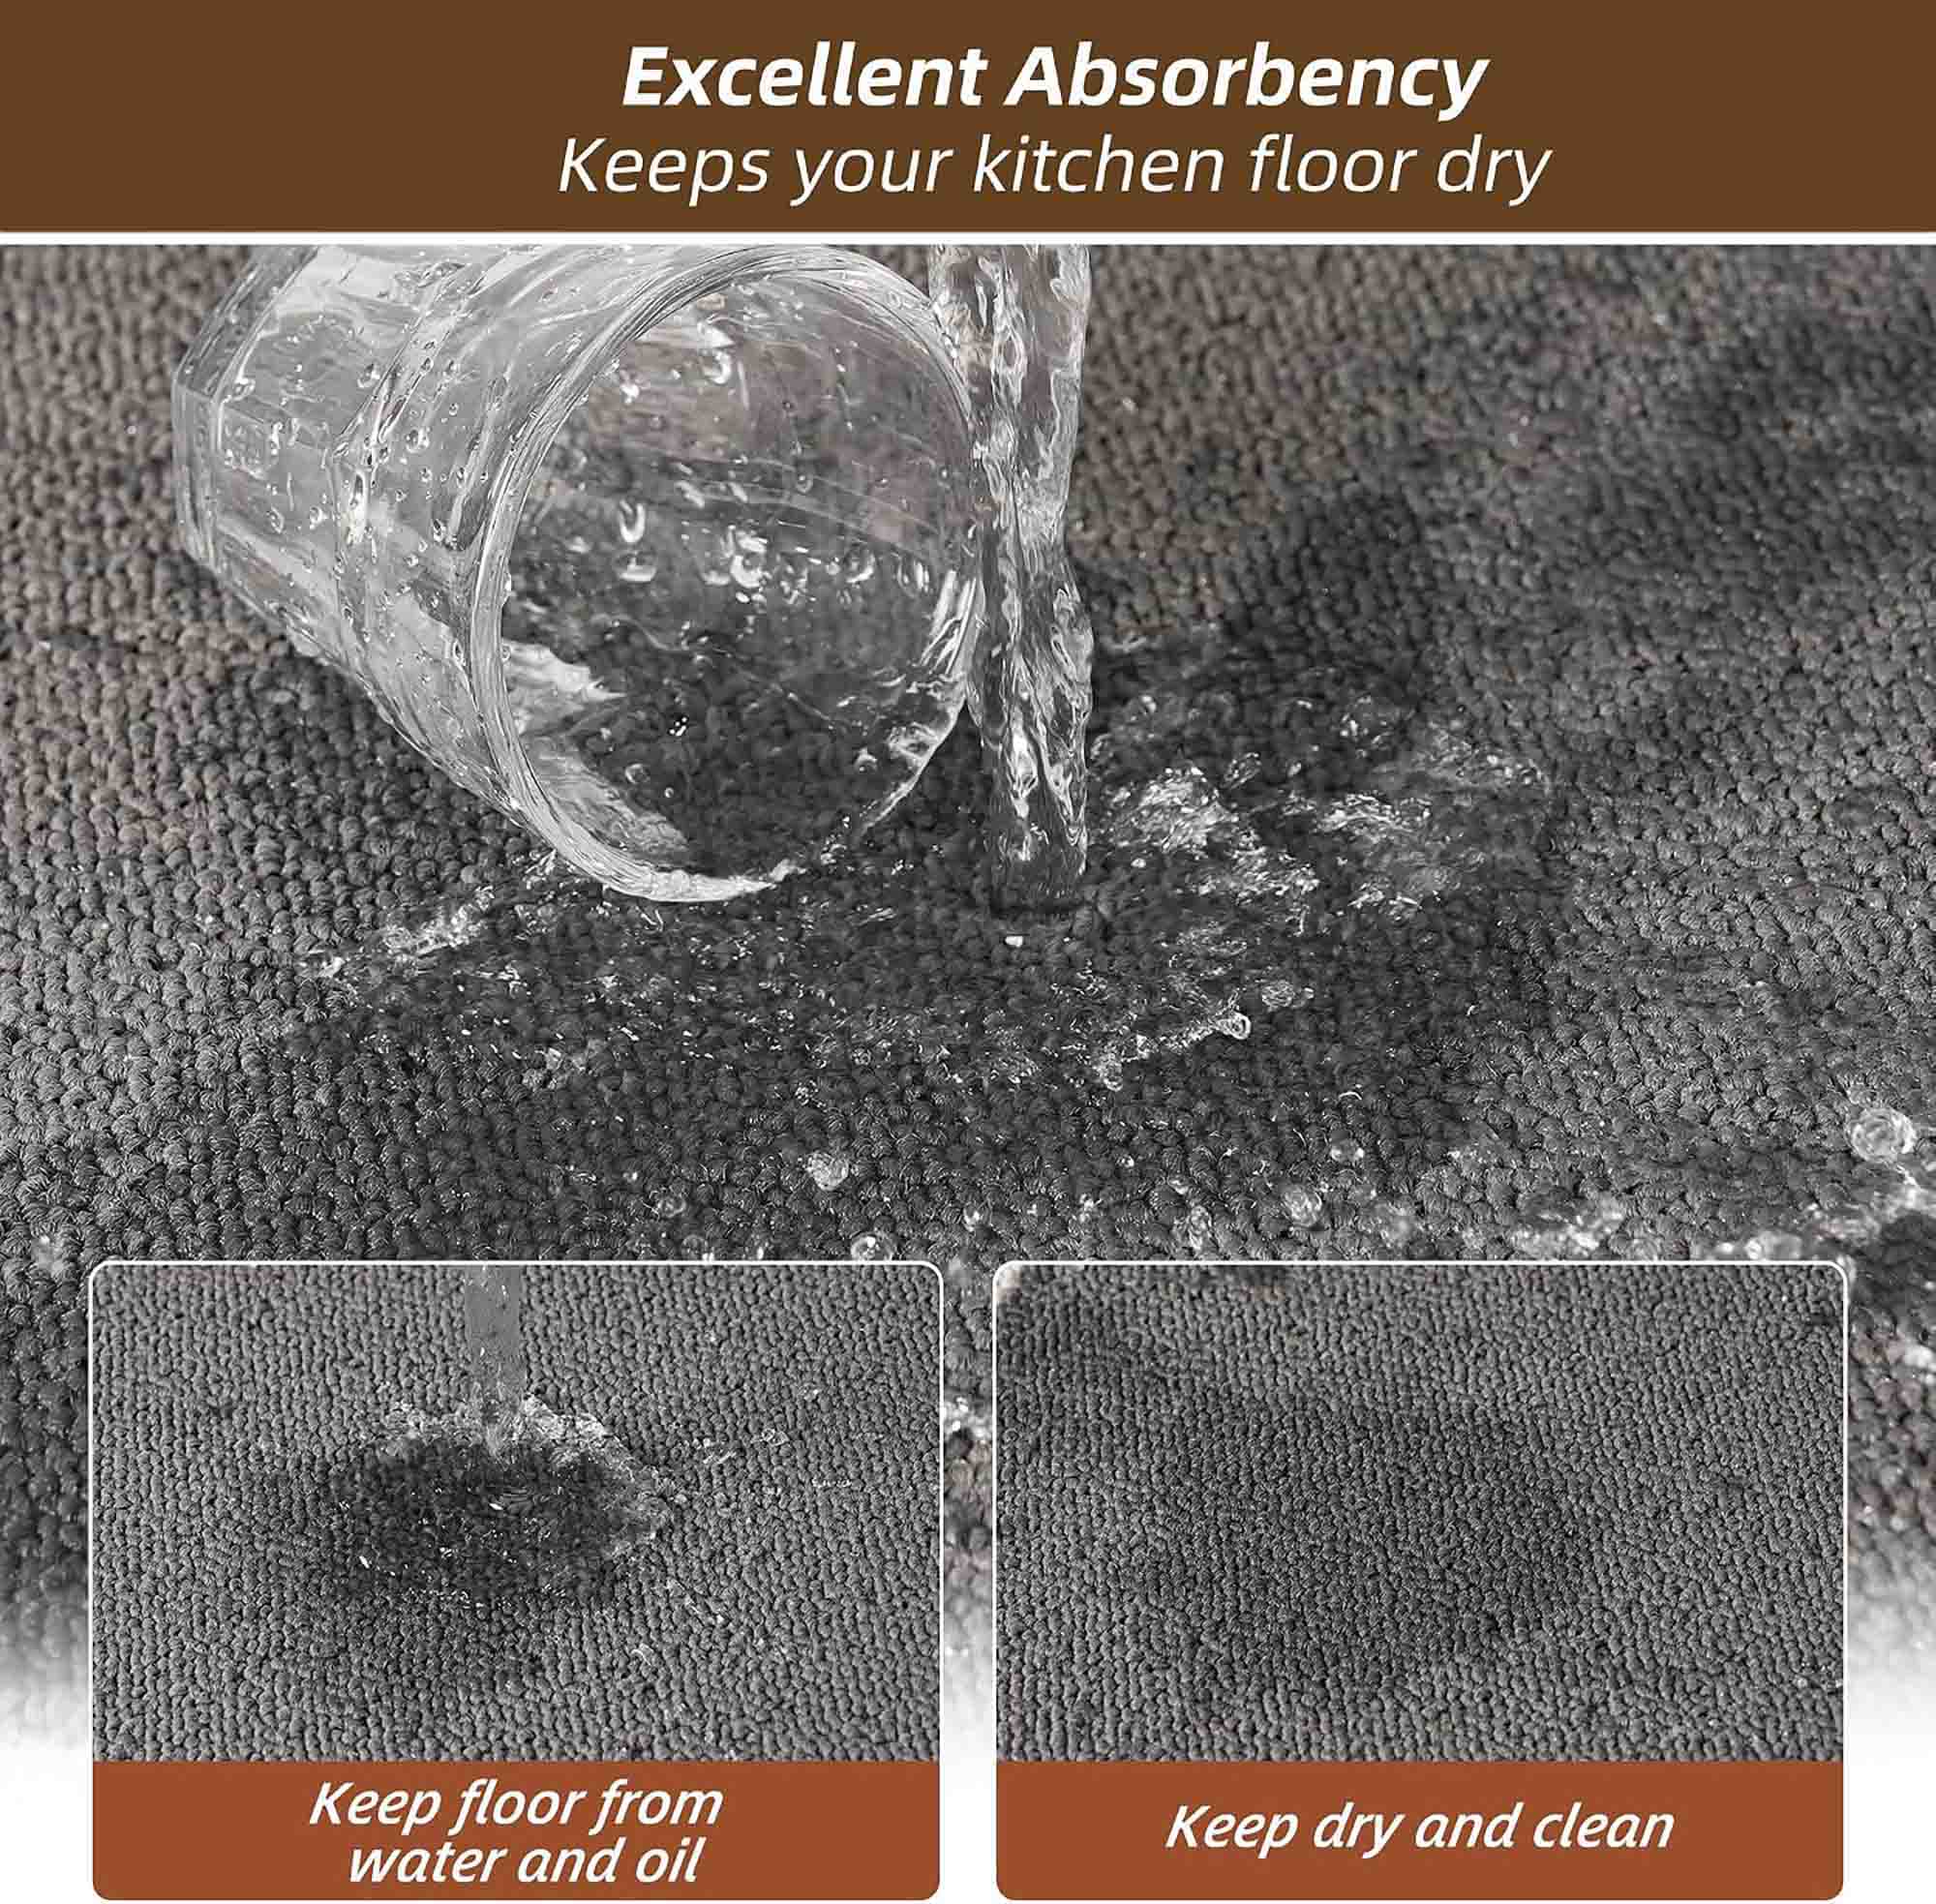 Excellent Absorbency
Keeps your kitchen floor dry
Keep floor from
water and oil
Keep dry and clean